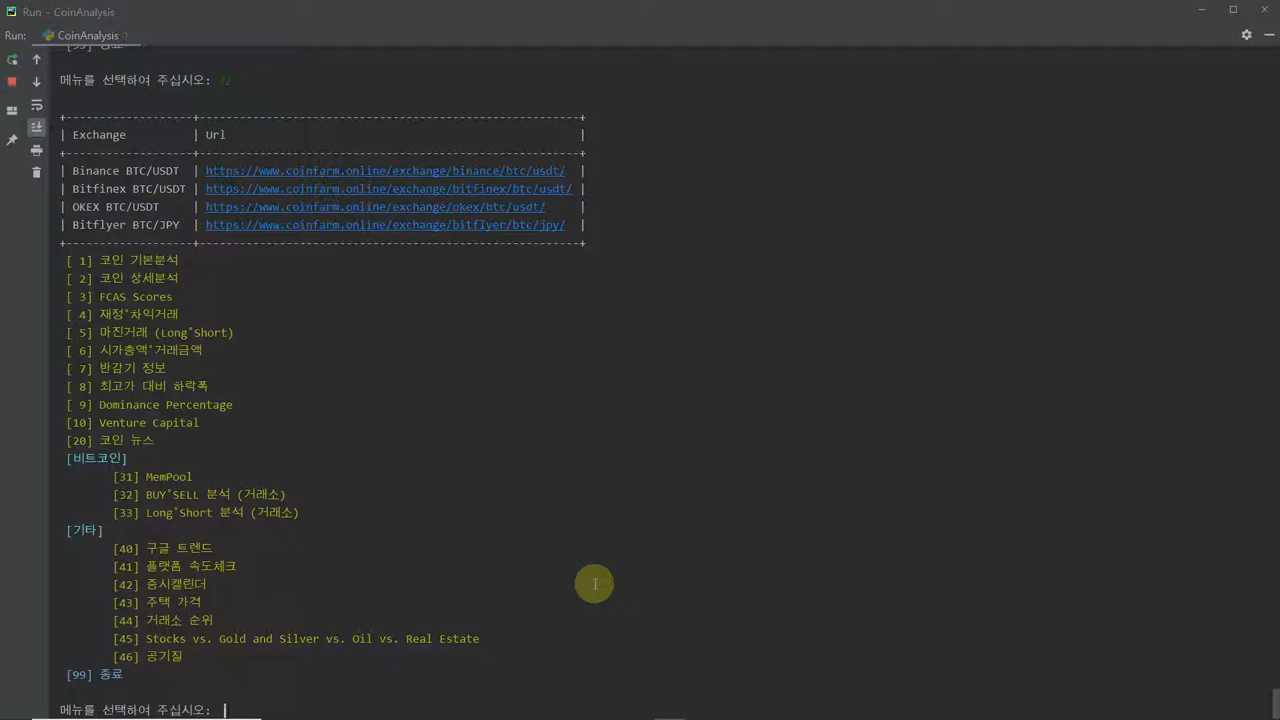 Run – CoinAnalysis
Run: CoinAnalysis
[99] 종료
메뉴를 선택하여 주십시오: 32
Exchange | Url
Binance BTC/USDT | https://www.coinfarm.online/exchange/binance/btc/usdt/
Bitfinex BTC/USDT | https://www.coinfarm.online/exchange/bitfinex/btc/usdt/
OKEX BTC/USDT | https://www.coinfarm.online/exchange/okex/btc/usdt/
Bitflyer BTC/JPY | https://www.coinfarm.online/exchange/bitflyer/btc/jpy/
[ 1] 코인 기본분석
[ 2] 코인 상세분석
[ 3] FCAS Scores
[ 4] 재정°차익거래
[ 5] 마진거래 (Long°Short)
[ 6] 시가총액°거래금액
[ 7] 반감기 정보
[ 8] 최고가 대비 하락폭
[ 9] Dominance Percentage
[10] Venture Capital
[20] 코인 뉴스
[비트코인]
[31] MemPool
[32] BUY°SELL 분석 (거래소)
[33] Long°Short 분석 (거래소)
[기타]
[40] 구글 트렌드
[41] 플랫폼 속도체크
[42] 증시캘린더
[43] 주택 가격
[44] 거래소 순위
[45] Stocks vs. Gold and Silver vs. Oil vs. Real Estate
[46] 공기질
[99] 종료
메뉴를 선택하여 주십시오: